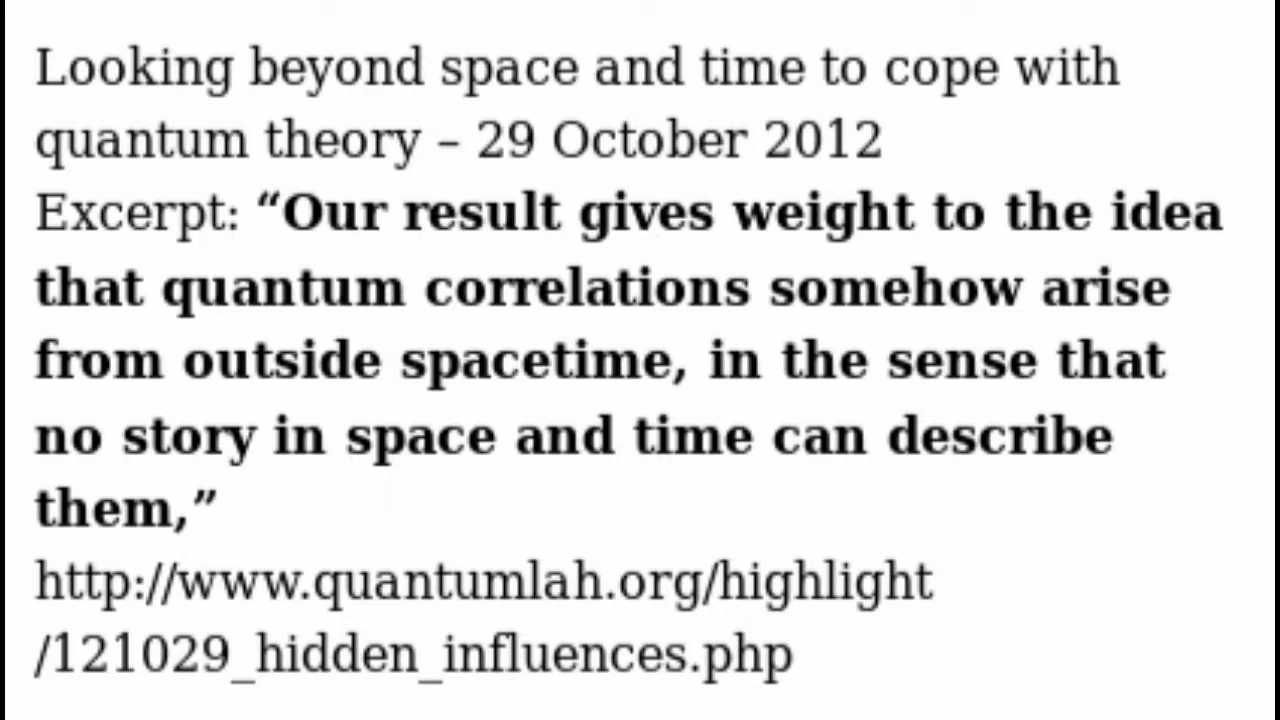 Looking beyond space and time to cope with
quantum theory – 29 October 2012
Excerpt: “Our result gives weight to the idea
that quantum correlations somehow arise
from outside spacetime, in the sense that
no story in space and time can describe
them,”
http://www.quantumlah.org/highlight
/121029_hidden_influences.php